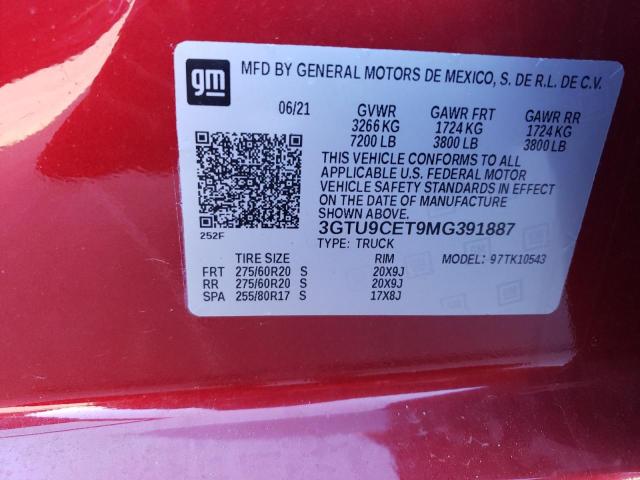 gm
MFD BY GENERAL MOTORS DE MEXICO, S. DE R.L. DE C.V.
06/21 GVWR GAWR FRT GAWR RR
3266 KG 1724 KG 1724 KG
7200 LB 3800 LB 3800 LB
THIS VEHICLE CONFORMS TO ALL
APPLICABLE U.S. FEDERAL MOTOR
VEHICLE SAFETY STANDARDS IN EFFECT
ON THE DATE OF MANUFACTURE
SHOWN ABOVE.
252F 3GTU9CET9MG391887
TYPE: TRUCK MODEL: 97TK10543
TIRE SIZE RIM
FRT 275/60R20 S 20X9J
RR 275/60R20 S 20X9J
SPA 255/80R17 S 17X8J